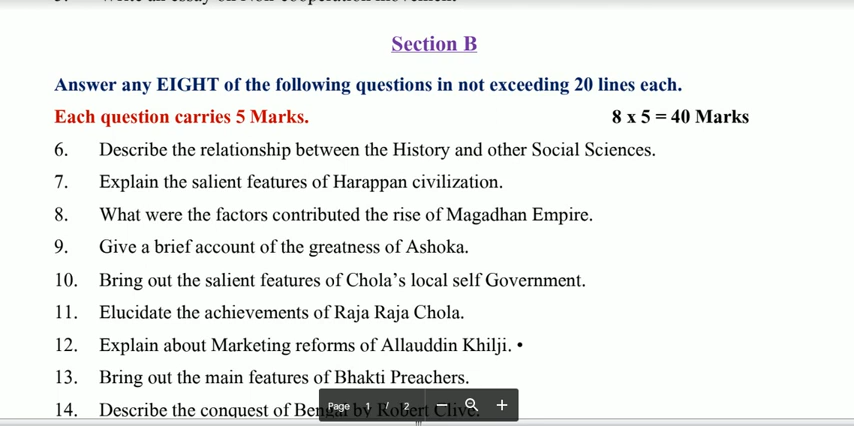 Section B
Answer any EIGHT of the following questions in not exceeding 20 lines each.
Each question carries 5 Marks. 8 x 5 = 40 Marks
6. Describe the relationship between the History and other Social Sciences.
7. Explain the salient features of Harappan civilization.
8. What were the factors contributed the rise of Magadhan Empire.
9. Give a brief account of the greatness of Ashoka.
10. Bring out the salient features of Chola's local self Government.
11. Elucidate the achievements of Raja Raja Chola.
12. Explain about Marketing reforms of Allauddin Khilji. •
13. Bring out the main features of Bhakti Preachers.
14. Describe the conquest of Bengal by Robert Clive.
Page 1 / 2